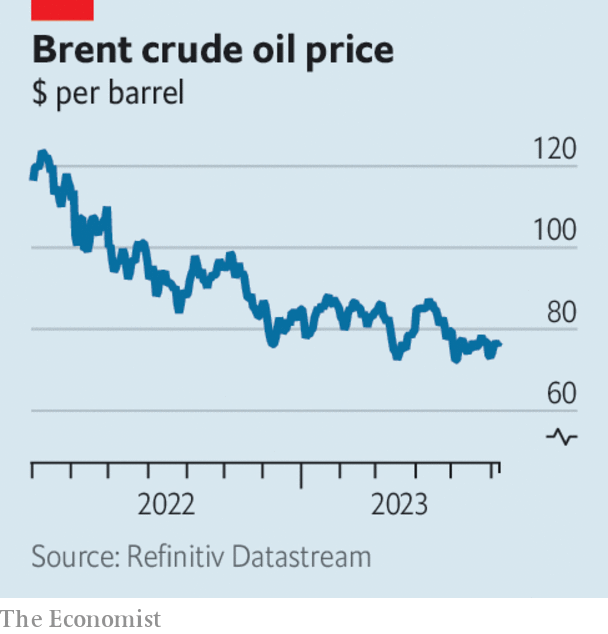 Brent crude oil price
$ per barrel
120
100
80
60
2022 2023
Source: Refinitiv Datastream
The Economist